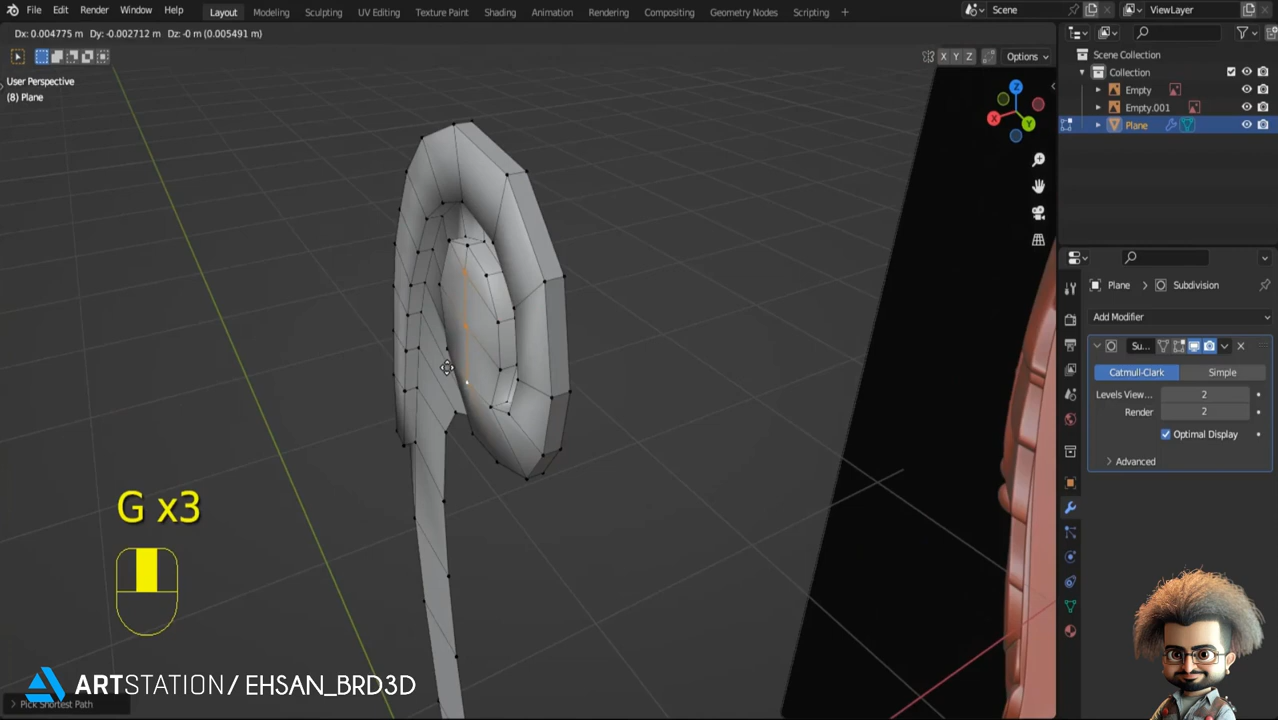 File Edit Render Window Help Layout Modeling Sculpting UV Editing Texture Paint Shading Animation Rendering Compositing Geometry Nodes Scripting + Scene ViewLayer
Dx: 0.004775 m Dy: -0.002712 m Dz: -0 m (0.005491 m)
X Y Z Options
User Perspective
(8) Plane
Z
X
Y
Scene Collection
Collection
Empty
Empty.001
Plane
Plane > Subdivision
Add Modifier
Su...
Catmull-Clark Simple
Levels View... 2
Render 2
Optimal Display
Advanced
G x3
ARTSTATION / EHSAN_BRD3D
Pick Shortest Path